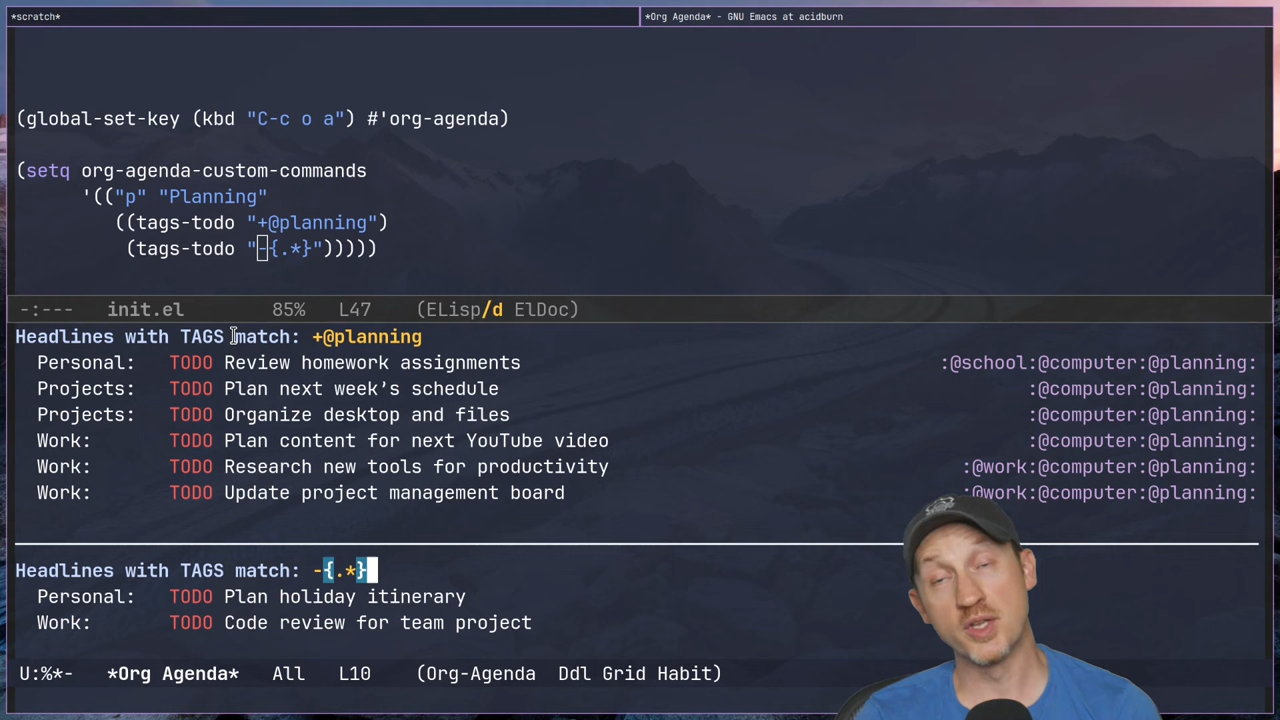 *scratch*
*Org Agenda* - GNU Emacs at acidburn
(global-set-key (kbd "C-c o a") #'org-agenda)
(setq org-agenda-custom-commands
'(("p" "Planning"
((tags-todo "+@planning")
(tags-todo "-{.*}")))))
-:--- init.el 85% L47 (ELisp/d ElDoc)
Headlines with TAGS match: +@planning
Personal: TODO Review homework assignments :@school:@computer:@planning:
Projects: TODO Plan next week’s schedule :@computer:@planning:
Projects: TODO Organize desktop and files :@computer:@planning:
Work: TODO Plan content for next YouTube video :@computer:@planning:
Work: TODO Research new tools for productivity :@work:@computer:@planning:
Work: TODO Update project management board :@work:@computer:@planning:
Headlines with TAGS match: -{.*}
Personal: TODO Plan holiday itinerary
Work: TODO Code review for team project
U:%*- *Org Agenda* All L10 (Org-Agenda Ddl Grid Habit)